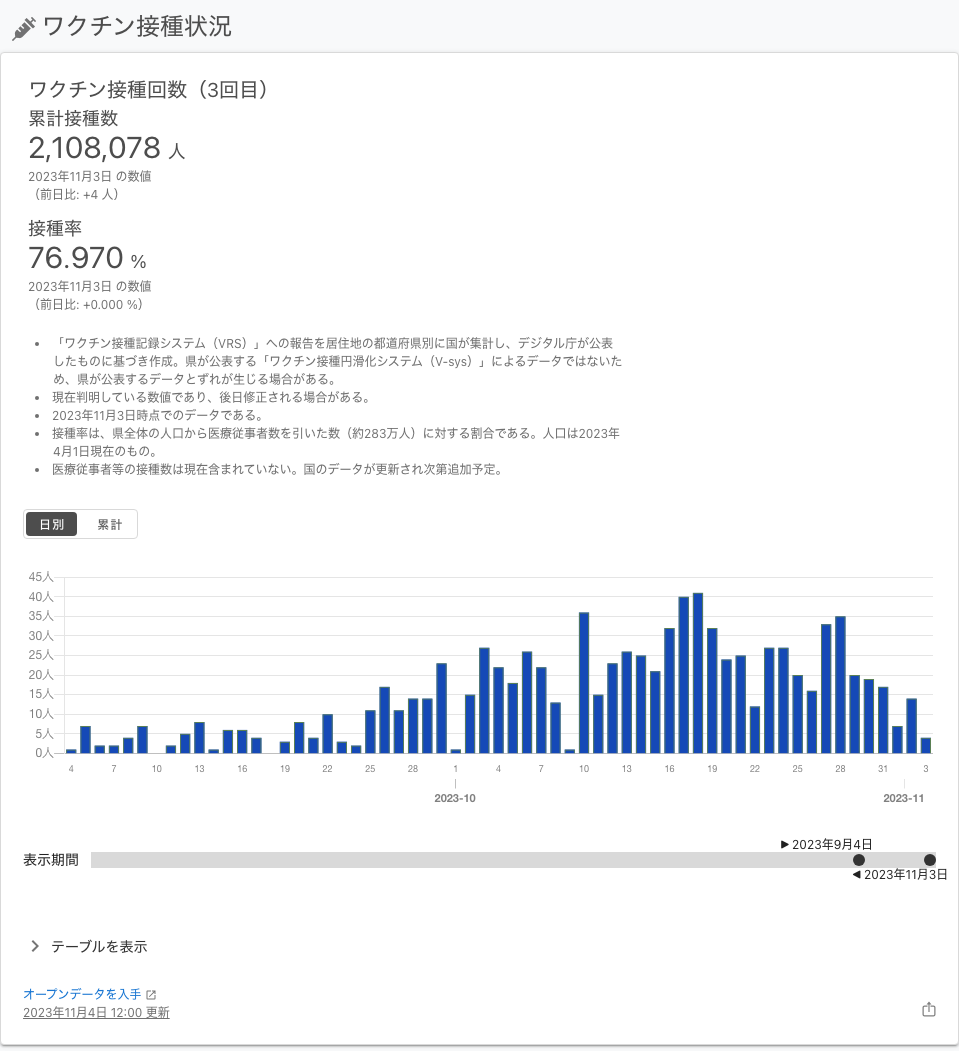 ワクチン接種状況
ワクチン接種回数（3回目）
累計接種数
2,108,078 人
2023年11月3日 の数値
（前日比: +4 人）
接種率
76.970 %
2023年11月3日 の数値
（前日比: +0.000 %）
• 「ワクチン接種記録システム（VRS）」への報告を居住地の都道府県別に国が集計し、デジタル庁が公表
したものに基づき作成。県が公表する「ワクチン接種円滑化システム（V-sys）」によるデータではないた
め、県が公表するデータとずれが生じる場合がある。
• 現在判明している数値であり、後日修正される場合がある。
• 2023年11月3日時点でのデータである。
• 接種率は、県全体の人口から医療従事者数を引いた数（約283万人）に対する割合である。人口は2023年
4月1日現在のもの。
• 医療従事者等の接種数は現在含まれていない。国のデータが更新され次第追加予定。
日別 累計
45人
40人
35人
30人
25人
20人
15人
10人
5人
0人
4 7 10 13 16 19 22 25 28 1 4 7 10 13 16 19 22 25 28 31 3
2023-10 2023-11
▶ 2023年9月4日
表示期間
◀ 2023年11月3日
テーブルを表示
オープンデータを入手
2023年11月4日 12:00 更新